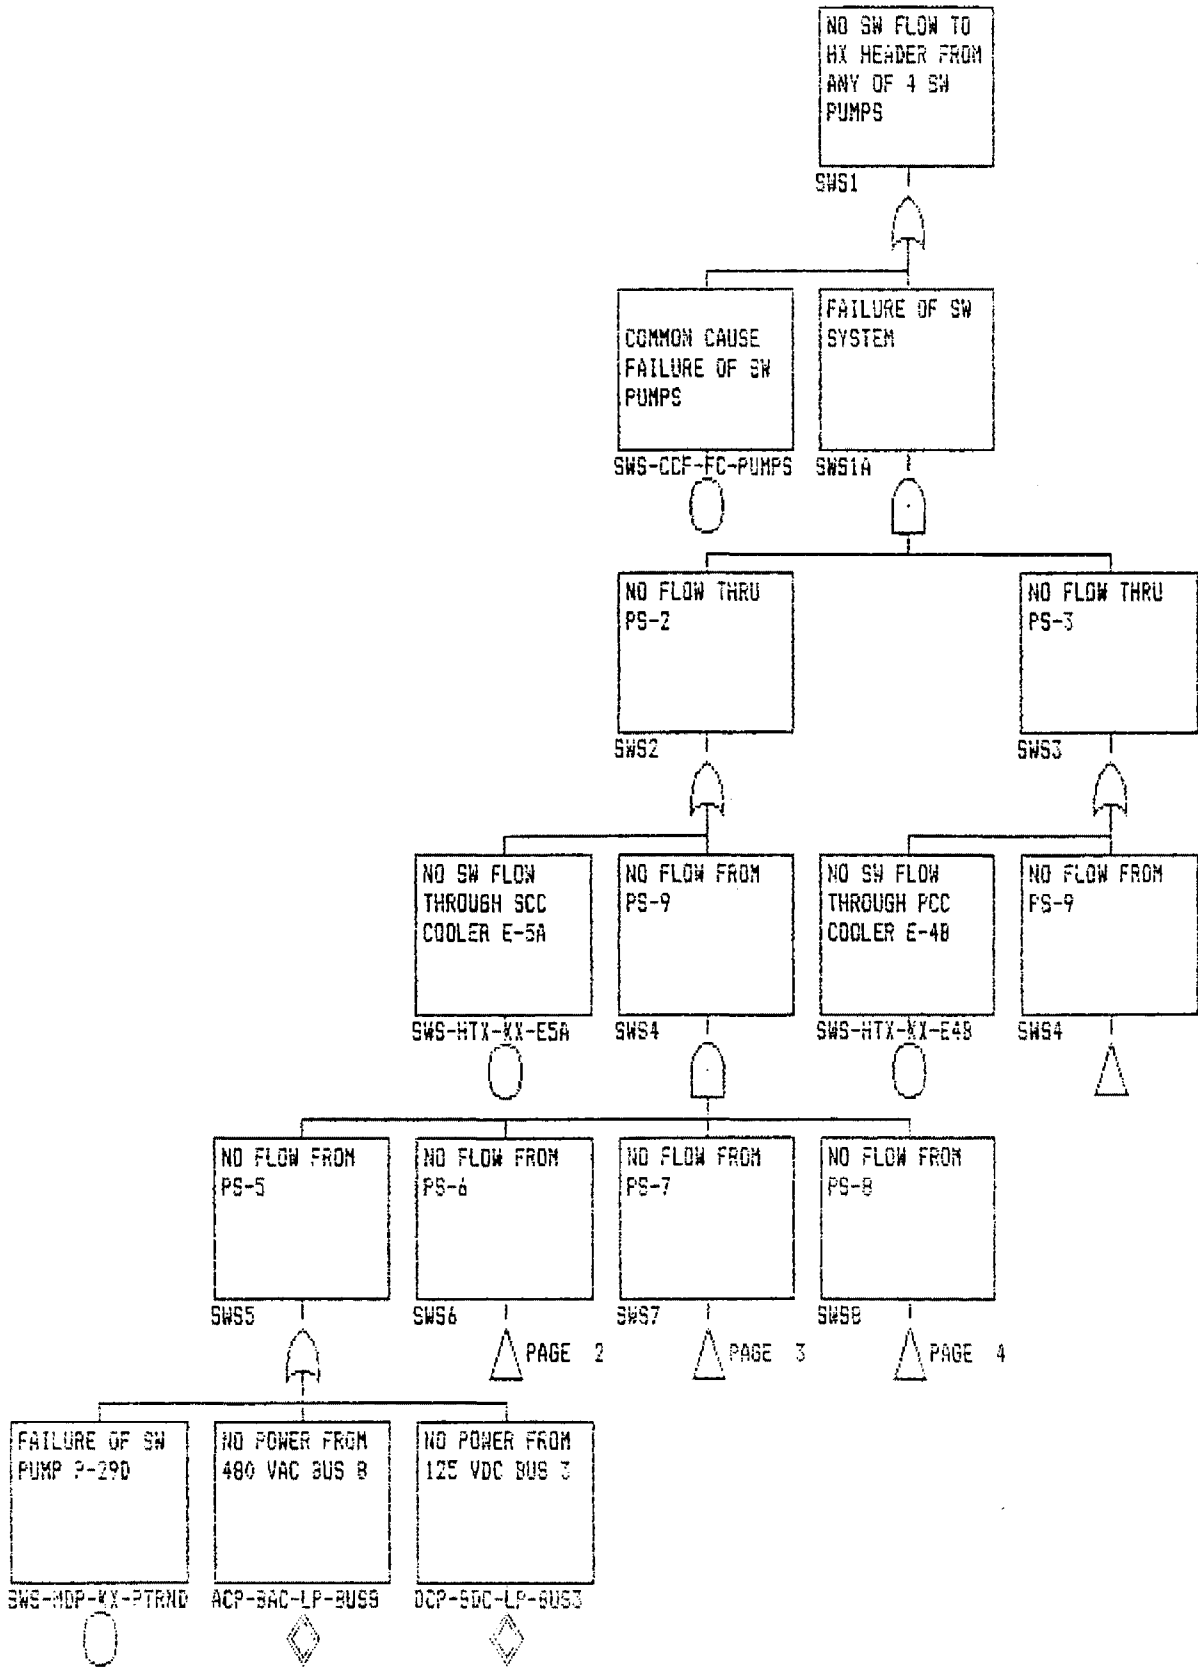 NO SW FLOW TO
HX HEADER FROM
ANY OF 4 SW
PUMPS
SWS1
COMMON CAUSE
FAILURE OF SW
PUMPS
SWS-CCF-FC-PUMPS
FAILURE OF SW
SYSTEM
SWS1A
NO FLOW THRU
PS-2
SWS2
NO FLOW THRU
PS-3
SWS3
NO SW FLOW
THROUGH SCC
COOLER E-5A
SWS-HTX-KX-E5A
NO FLOW FROM
PS-9
SWS4
NO SW FLOW
THROUGH PCC
COOLER E-4B
SWS-HTX-KX-E4B
NO FLOW FROM
PS-9
SWS4
NO FLOW FROM
PS-5
SWS5
NO FLOW FROM
PS-6
SWS6
PAGE 2
NO FLOW FROM
PS-7
SWS7
PAGE 3
NO FLOW FROM
PS-8
SWS8
PAGE 4
FAILURE OF SW
PUMP P-29D
SWS-MDP-KX-PTRND
NO POWER FROM
480 VAC BUS 8
ACP-BAC-LP-BUS8
NO POWER FROM
125 VDC BUS 3
DCP-BDC-LP-BUS3